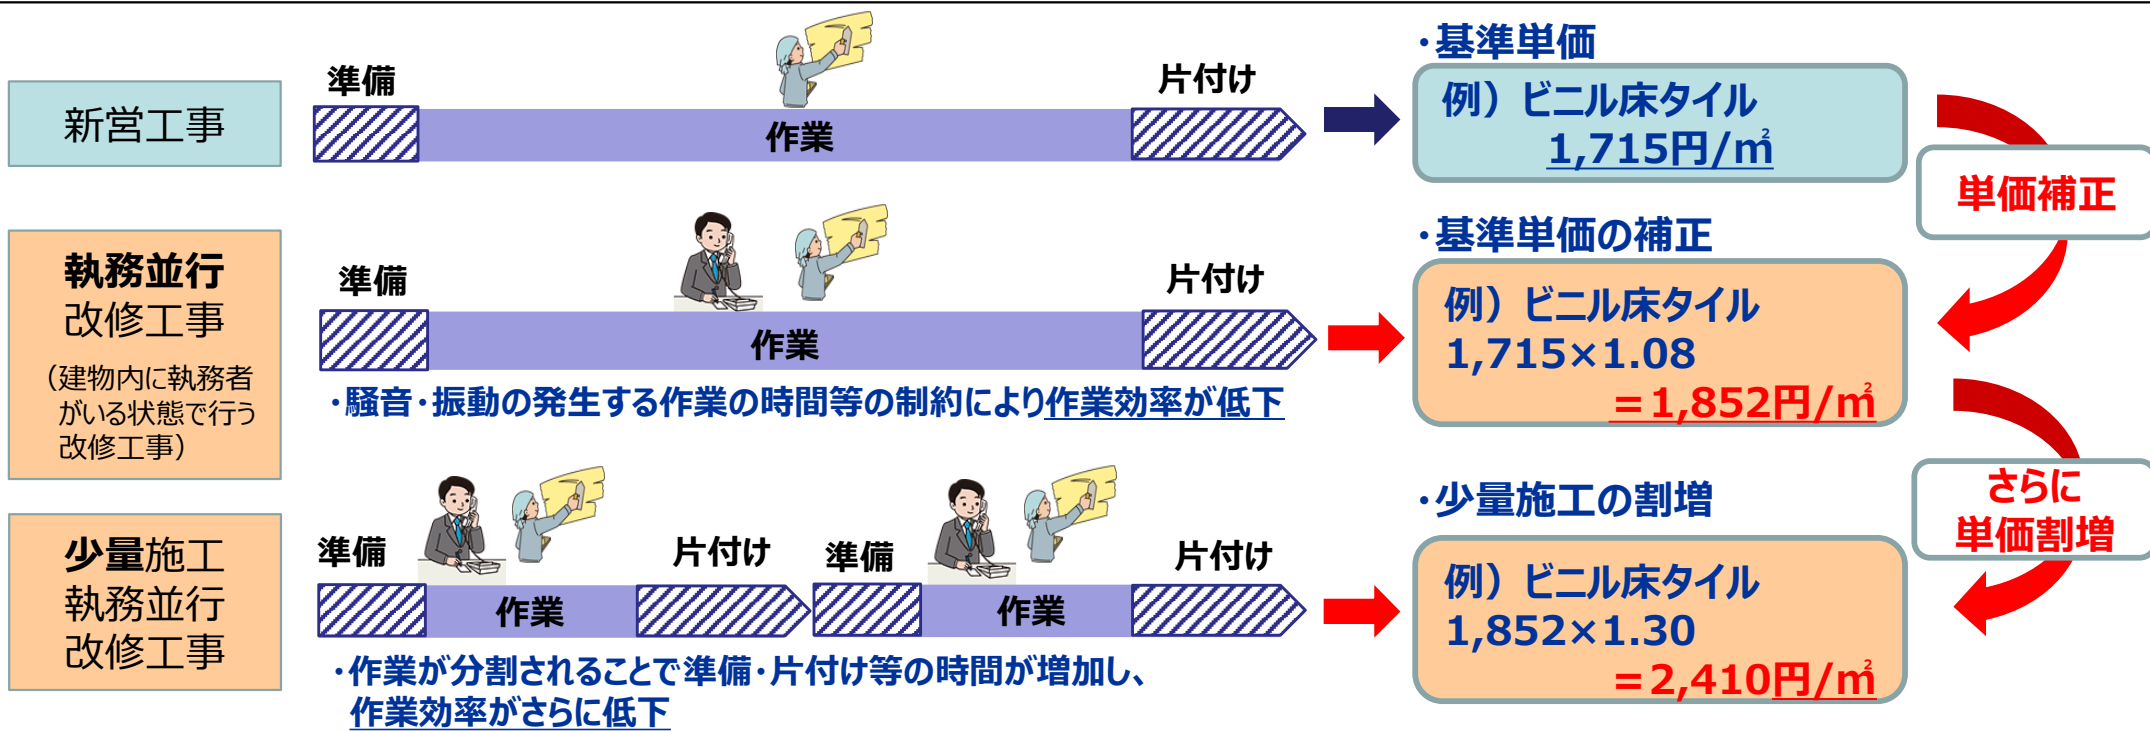 新営工事
準備
作業
片付け
・基準単価
例）ビニル床タイル
1,715円/㎡
単価補正
執務並行
改修工事
（建物内に執務者
がいる状態で行う
改修工事）
準備
作業
片付け
・騒音・振動の発生する作業の時間等の制約により作業効率が低下
・基準単価の補正
例）ビニル床タイル
1,715×1.08
＝1,852円/㎡
さらに
単価割増
少量施工
執務並行
改修工事
準備
作業
片付け
準備
作業
片付け
・作業が分割されることで準備・片付け等の時間が増加し、
作業効率がさらに低下
・少量施工の割増
例）ビニル床タイル
1,852×1.30
＝2,410円/㎡